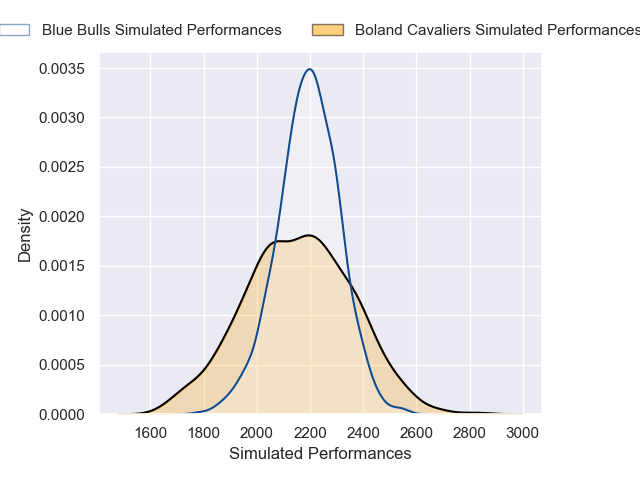 Blue Bulls Simulated Performances
Boland Cavaliers Simulated Performances
0.0035
0.0030
0.0025
0.0020
0.0015
0.0010
0.0005
0.0000
Density
1600 1800 2000 2200 2400 2600 2800 3000
Simulated Performances